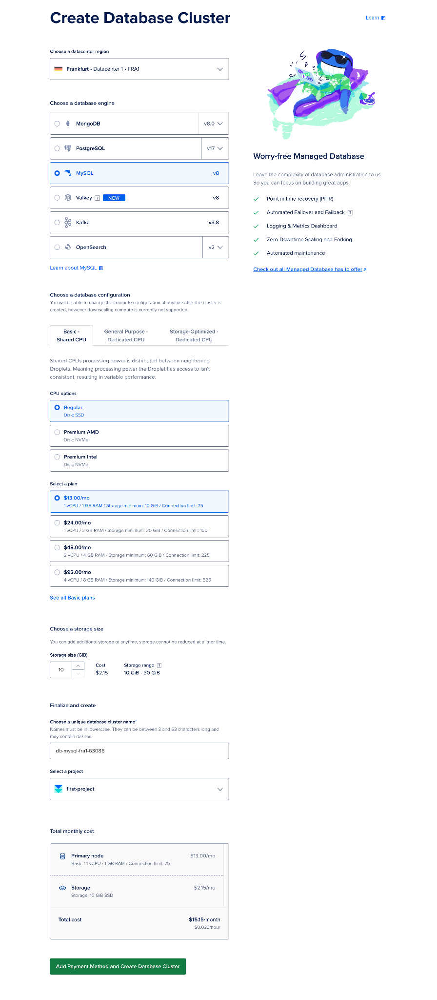 Create Database Cluster
Learn
Choose a datacenter region
Frankfurt • Datacenter 1 • FRA1
Choose a database engine
MongoDB v8.0
PostgreSQL v17
MySQL v8
Valkey ? NEW v8
Kafka v3.8
OpenSearch v2
Learn about MySQL
Worry-free Managed Database
Leave the complexity of database administration to us.
So you can focus on building great apps.
Point in time recovery (PITR)
Automated Failover and Failback ?
Logging & Metrics Dashboard
Zero-Downtime Scaling and Forking
Automated maintenance
Check out all Managed Database has to offer
Choose a database configuration
You will be able to change the compute configuration at anytime after the cluster is
created, however downscaling compute is currently not supported.
Basic -
Shared CPU
General Purpose -
Dedicated CPU
Storage-Optimized -
Dedicated CPU
Shared CPUs processing power is distributed between neighboring
Droplets. Meaning processing power the Droplet has access to isn't
consistent, resulting in variable performance.
CPU options
Regular
Disk: SSD
Premium AMD
Disk: NVMe
Premium Intel
Disk: NVMe
Select a plan
$13.00/mo
1 vCPU / 1 GB RAM / Storage minimum: 10 GiB / Connection limit: 75
$24.00/mo
1 vCPU / 2 GB RAM / Storage minimum: 30 GiB / Connection limit: 150
$48.00/mo
2 vCPU / 4 GB RAM / Storage minimum: 60 GiB / Connection limit: 225
$92.00/mo
4 vCPU / 8 GB RAM / Storage minimum: 140 GiB / Connection limit: 525
See all Basic plans
Choose a storage size
You can add additional storage at anytime, storage cannot be reduced at a later time.
Storage size (GiB)
10
Cost
$2.15
Storage range ?
10 GiB - 30 GiB
Finalize and create
Choose a unique database cluster name*
Names must be in lowercase. They can be between 3 and 63 characters long and
may contain dashes.
db-mysql-fra1-63088
Select a project
first-project
Total monthly cost
Primary node $13.00/mo
Basic / 1 vCPU / 1 GB RAM / Connection limit: 75
Storage $2.15/mo
Storage: 10 GiB SSD
Total cost $15.15/month
$0.023/hour
Add Payment Method and Create Database Cluster